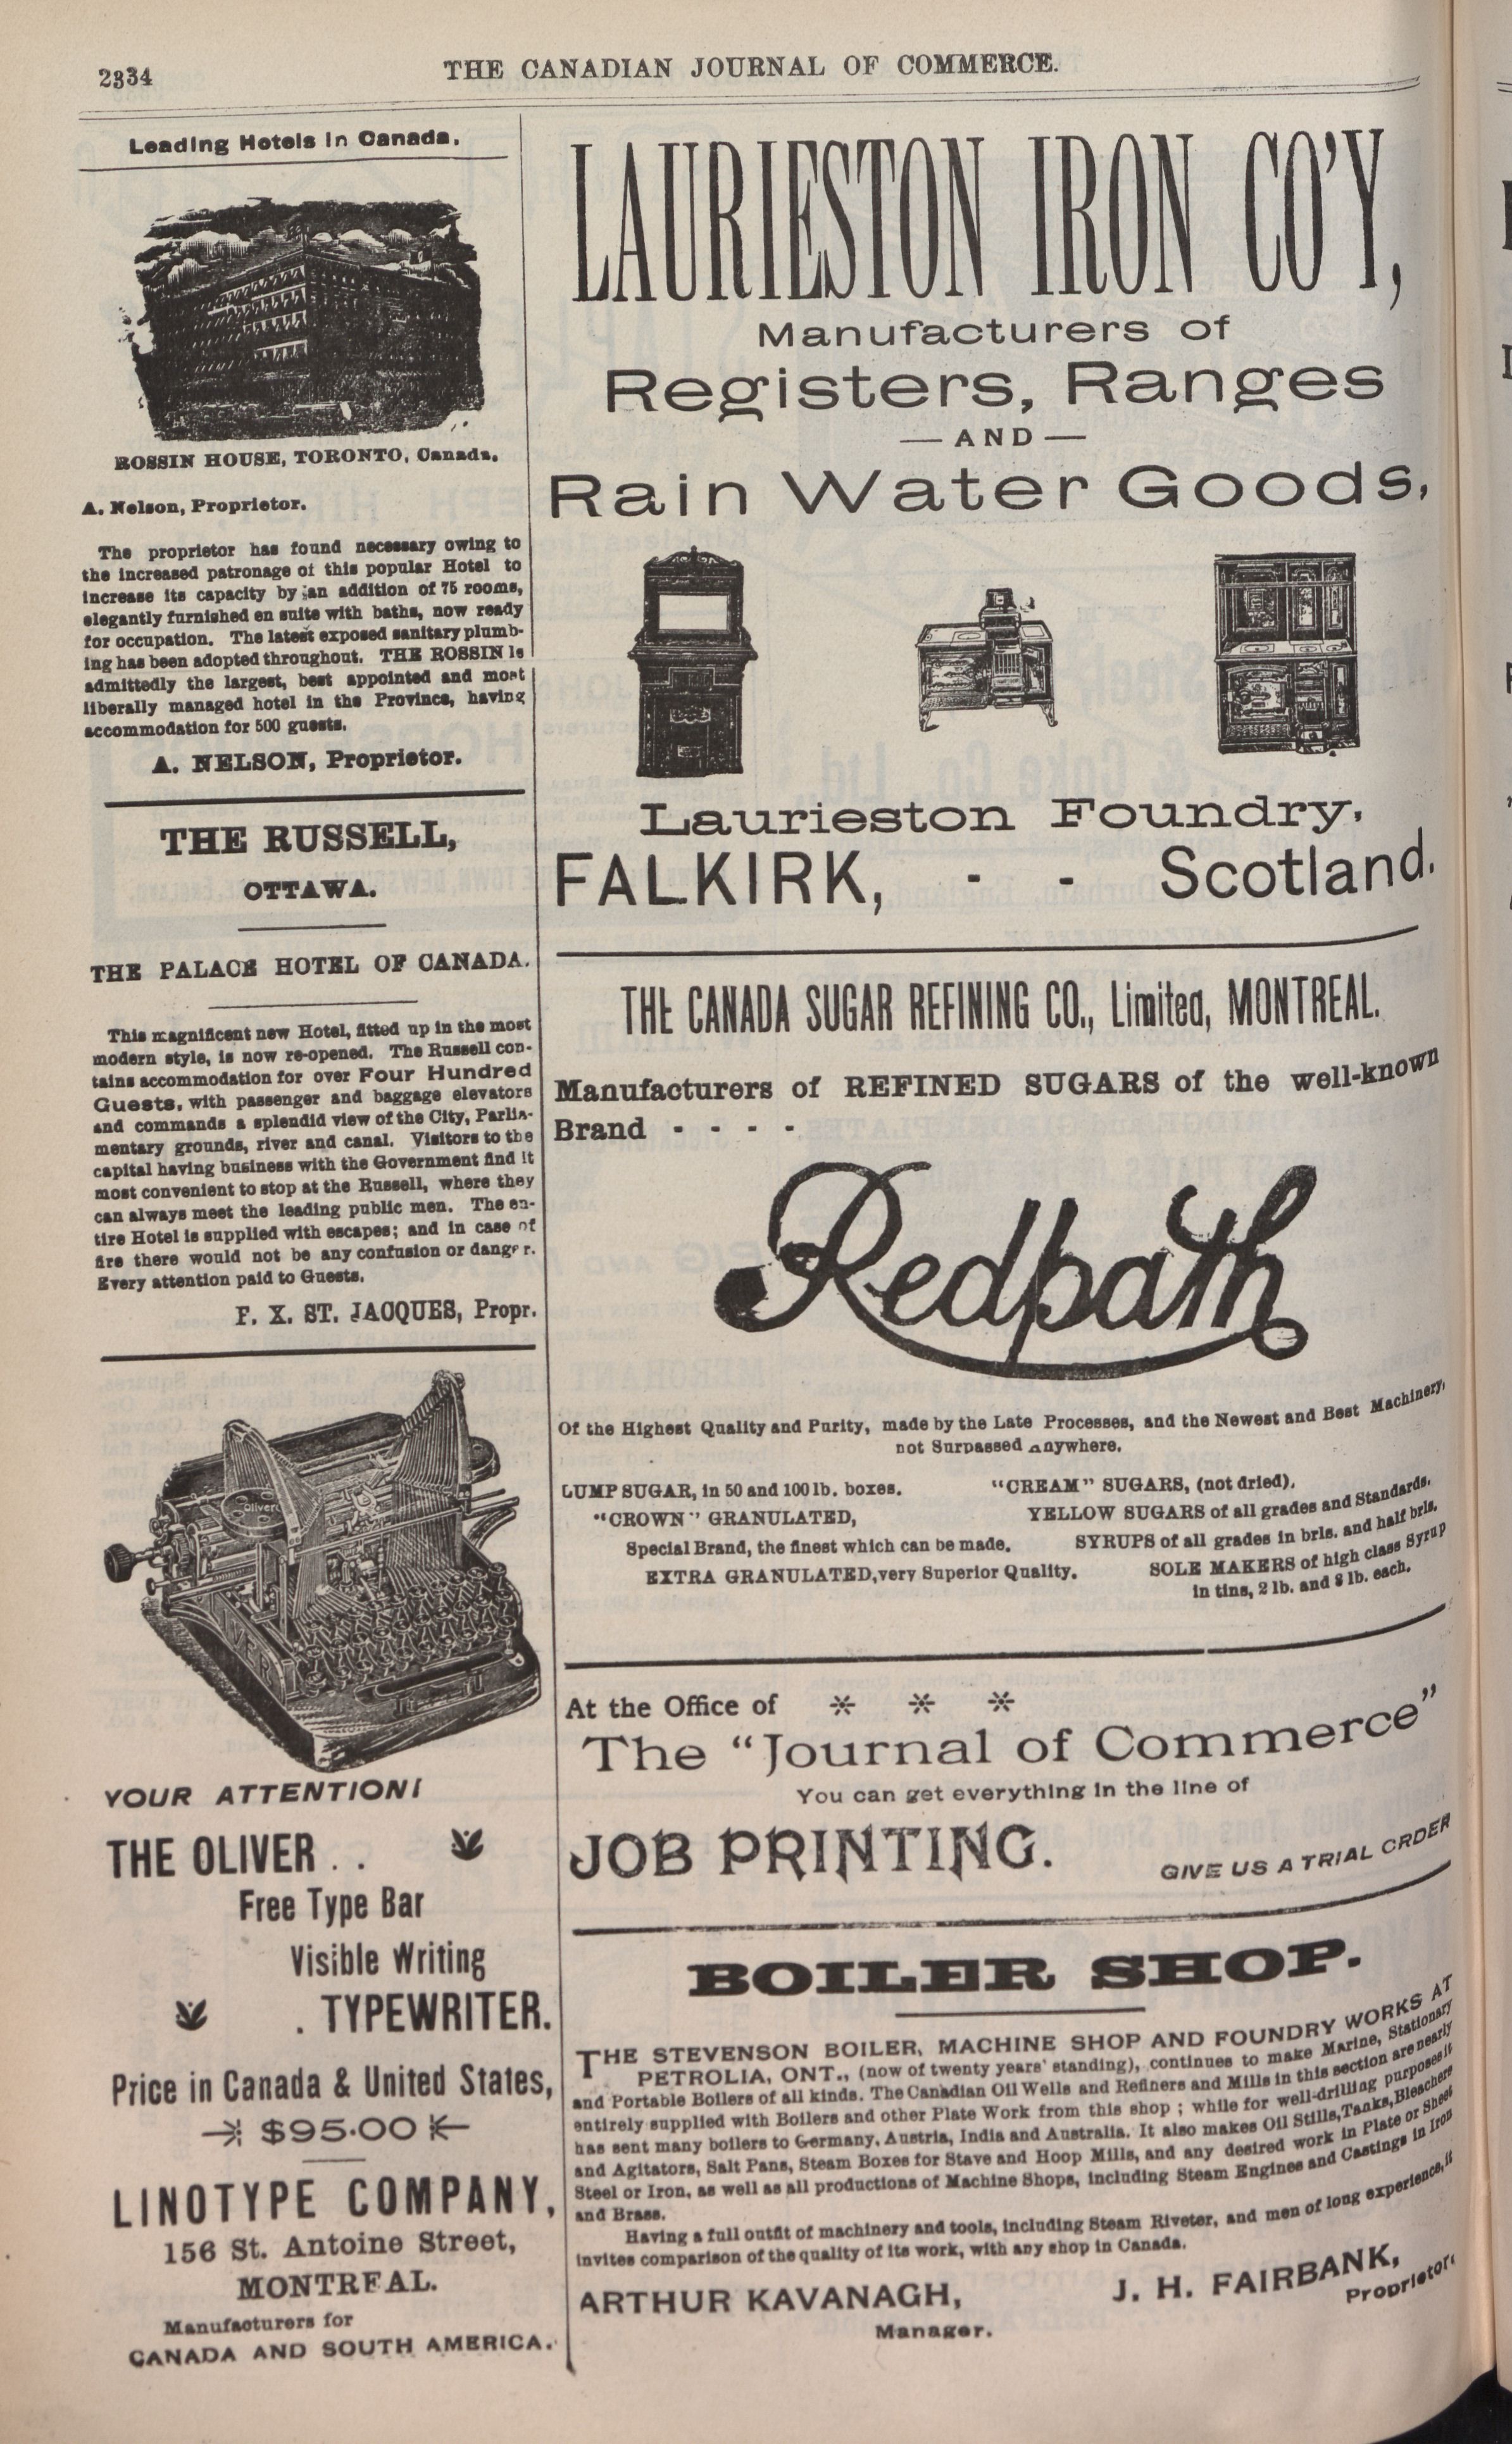 2334
THE CANADIAN JOURNAL OF COMMERCE.
Leading Hotels in Canada.
ROSSIN HOUSE, TORONTO, Canada.
A. Nelson, Proprietor.
The proprietor has found necessary owing to
the increased patronage of this popular Hotel to
increase its capacity by an addition of 75 rooms,
elegantly furnished en suite with baths, now ready
for occupation. The latest exposed sanitary plumb-
ing has been adopted throughout. THE ROSSIN is
admittedly the largest, best appointed and most
liberally managed hotel in the Province, having
accommodation for 500 guests.
A. NELSON, Proprietor.
THE RUSSELL,
OTTAWA.
THE PALACE HOTEL OF CANADA.
This magnificent new Hotel, fitted up in the most
modern style, is now re-opened. The Russell con-
tains accommodation for over Four Hundred
Guests, with passenger and baggage elevators
and commands a splendid view of the City, Parlia-
mentary grounds, river and canal. Visitors to the
capital having business with the Government find it
most convenient to stop at the Russell, where they
can always meet the leading public men. The en-
tire Hotel is supplied with escapes; and in case of
fire there would not be any confusion or danger.
Every attention paid to Guests.
F. X. ST. JACQUES, Propr.
Oliver
OLIVER
YOUR ATTENTION!
THE OLIVER . .
Free Type Bar
Visible Writing
. TYPEWRITER.
Price in Canada & United States,
$95.00
LINOTYPE COMPANY,
156 St. Antoine Street,
MONTREAL.
Manufacturers for
CANADA AND SOUTH AMERICA.
LAURIESTON IRON CO'Y,
Manufacturers of
Registers, Ranges
— AND —
Rain Water Goods,
Laurieston Foundry,
FALKIRK, - - Scotland.
THE CANADA SUGAR REFINING CO., Limited, MONTREAL.
Manufacturers of REFINED SUGARS of the well-known
Brand - - - -
Redpath
Of the Highest Quality and Purity, made by the Late Processes, and the Newest and Best Machinery,
not Surpassed Anywhere.
LUMP SUGAR, in 50 and 100 lb. boxes.
"CROWN" GRANULATED,
Special Brand, the finest which can be made.
EXTRA GRANULATED, very Superior Quality.
"CREAM" SUGARS, (not dried).
YELLOW SUGARS of all grades and Standards.
SYRUPS of all grades in brls. and half brls.
SOLE MAKERS of high class Syrup
in tins, 2 lb. and 8 lb. each.
At the Office of * * *
The "Journal of Commerce"
You can get everything in the line of
JOB PRINTING.
GIVE US A TRIAL ORDER
BOILER SHOP.
THE STEVENSON BOILER, MACHINE SHOP AND FOUNDRY WORKS AT
PETROLIA, ONT., (now of twenty years' standing), continues to make Marine, Stationary
and Portable Boilers of all kinds. The Canadian Oil Wells and Refiners and Mills in this section are nearly
entirely supplied with Boilers and other Plate Work from this shop ; while for well-drilling purposes it
has sent many boilers to Germany, Austria, India and Australia. It also makes Oil Stills, Tanks, Bleachers
and Agitators, Salt Pans, Steam Boxes for Stave and Hoop Mills, and any desired work in Plate or Sheet
Steel or Iron, as well as all productions of Machine Shops, including Steam Engines and Castings in Iron
and Brass.
Having a full outfit of machinery and tools, including Steam Riveter, and men of long experience, it
invites comparison of the quality of its work, with any shop in Canada.
ARTHUR KAVANAGH,
Manager.
J. H. FAIRBANK,
Proprietor.